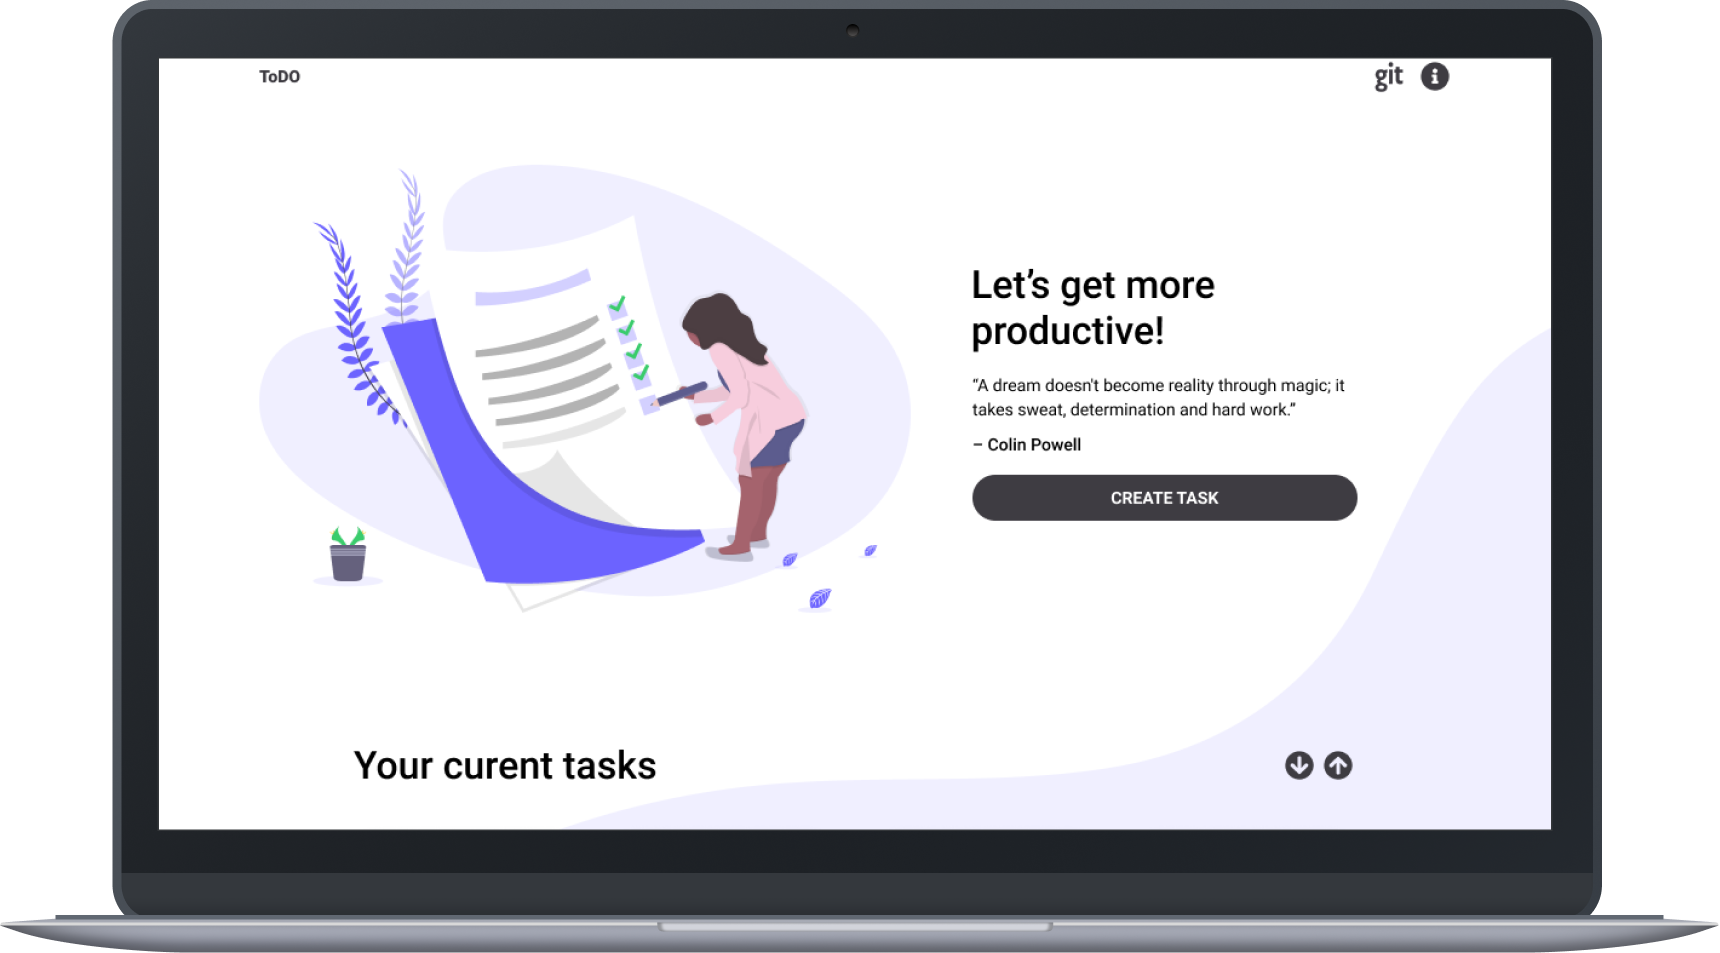 ToDO
git
Let’s get more
productive!
“A dream doesn't become reality through magic; it
takes sweat, determination and hard work.”
– Colin Powell
CREATE TASK
Your curent tasks